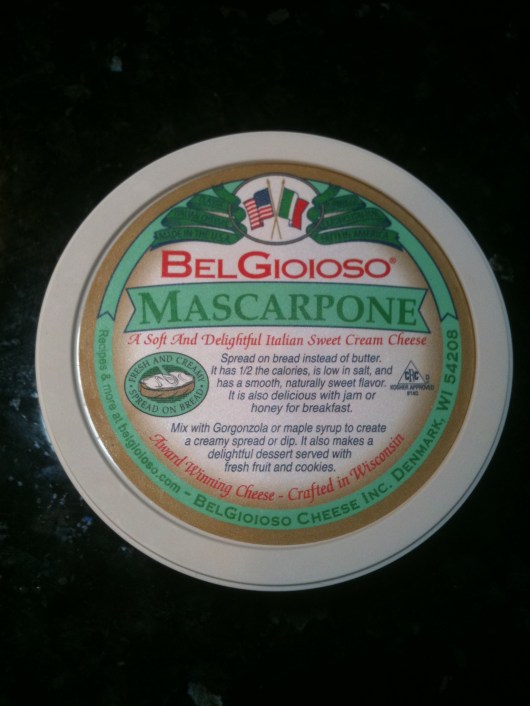 BELGIOIOSO®
MASCARPONE
A Soft And Delightful Italian Sweet Cream Cheese
FRESH AND CREAMY
SPREAD ON BREAD
Spread on bread instead of butter.
It has 1/2 the calories, is low in salt, and
has a smooth, naturally sweet flavor.
It is also delicious with jam or
honey for breakfast.
CRC
KOSHER APPROVED
Mix with Gorgonzola or maple syrup to create
a creamy spread or dip. It also makes a
delightful dessert served with
fresh fruit and cookies.
Award Winning Cheese - Crafted in Wisconsin
Recipes & more at belgioioso.com - BELGIOIOSO CHEESE INC. DENMARK, WI 54208